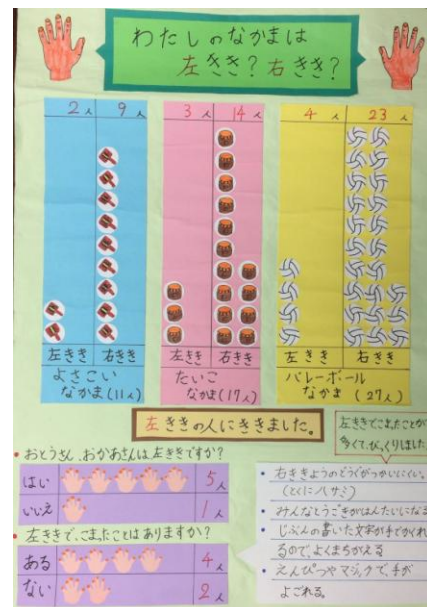 わたしのなかまは
左きき？右きき？
2人 9人
3人 14人
4人 23人
左きき 右きき
よさこい
なかま(11人)
左きき 右きき
たいこ
なかま(17人)
左きき 右きき
バレーボール
なかま(27人)
左ききの人にききました。
左ききでこまったことが
多くて、びっくりしました。
• おとうさん、おかあさんは左ききですか？
はい 5人
いいえ 1人
• 左ききで、こまったことはありますか？
ある 4人
ない 2人
• 右ききようのどうぐがつかいにくい。
(とくにハサミ)
• みんなとうごきがはんたいになる
• じぶんの書いた文字が手でかくれ
るので、よくまちがえる
• えんぴつやマジックで、手が
よごれる。